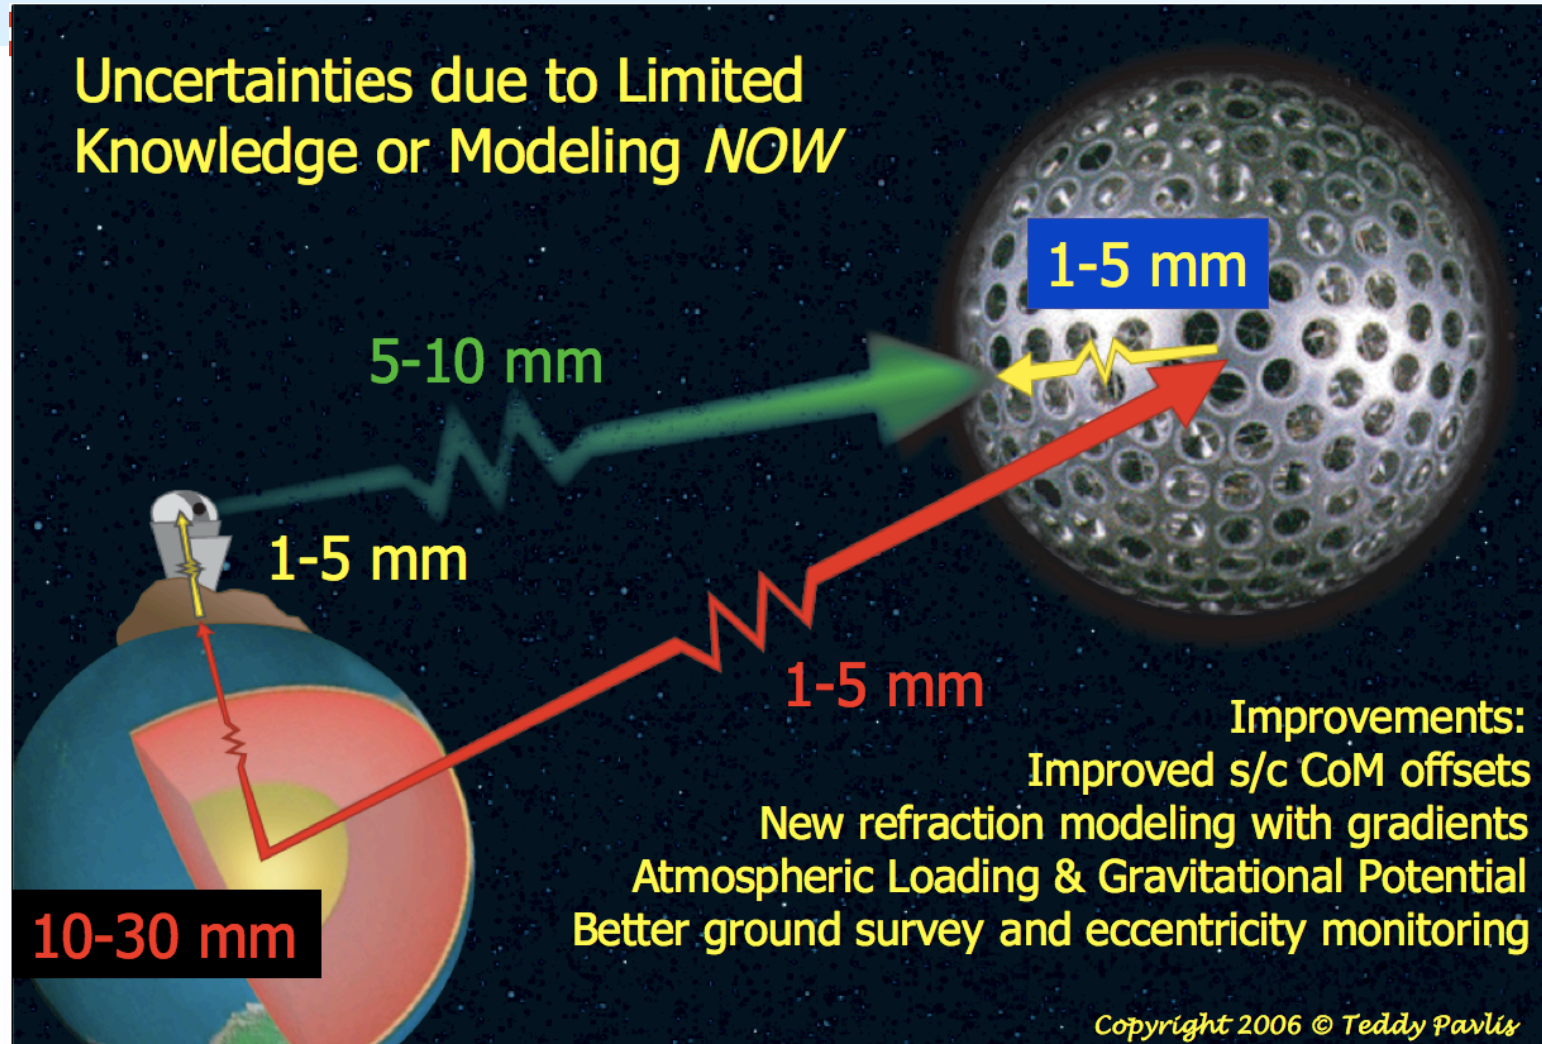 Uncertainties due to Limited
Knowledge or Modeling NOW
1-5 mm
5-10 mm
1-5 mm
1-5 mm
10-30 mm
Improvements:
Improved s/c CoM offsets
New refraction modeling with gradients
Atmospheric Loading & Gravitational Potential
Better ground survey and eccentricity monitoring
Copyright 2006 © Teddy Pavlis